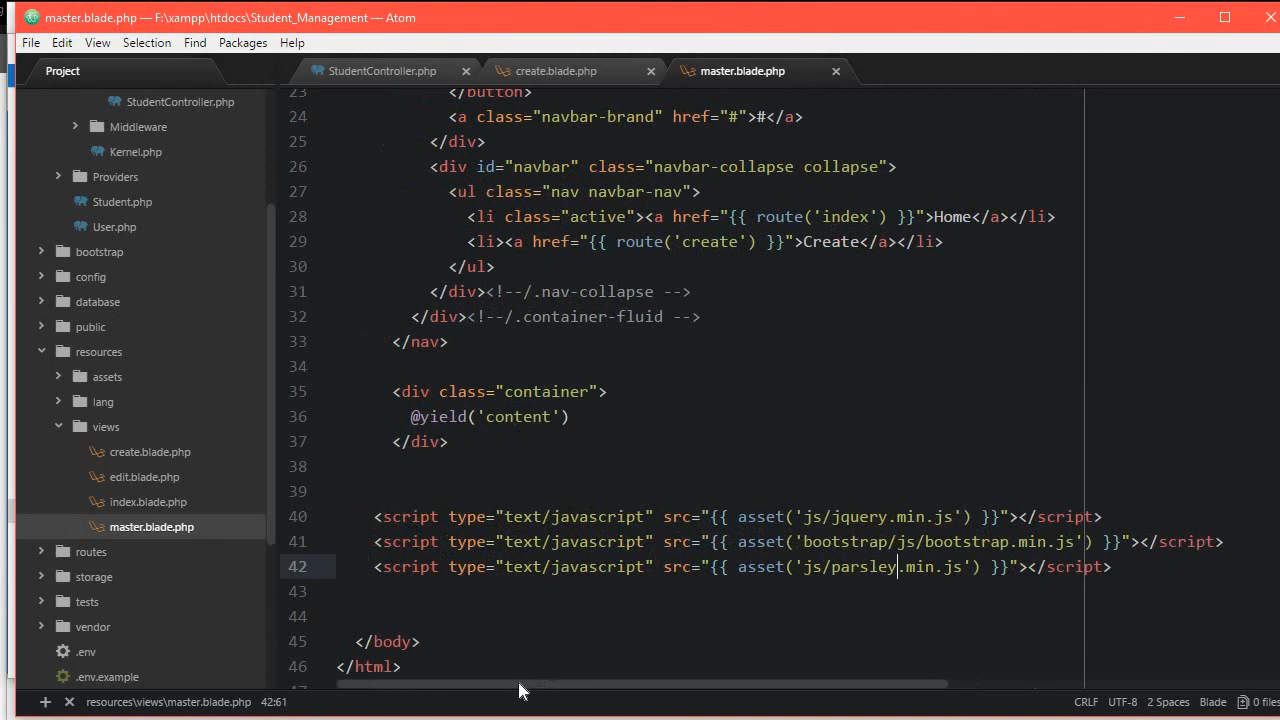 master.blade.php — F:\xampp\htdocs\Student_Management — Atom
File Edit View Selection Find Packages Help
Project
StudentController.php
create.blade.php
master.blade.php
StudentController.php
Middleware
Kernel.php
Providers
Student.php
User.php
bootstrap
config
database
public
resources
assets
lang
views
create.blade.php
edit.blade.php
index.blade.php
master.blade.php
routes
storage
tests
vendor
.env
.env.example
23 </button>
24 <a class="navbar-brand" href="#">#</a>
25 </div>
26 <div id="navbar" class="navbar-collapse collapse">
27 <ul class="nav navbar-nav">
28 <li class="active"><a href="{{ route('index') }}">Home</a></li>
29 <li><a href="{{ route('create') }}">Create</a></li>
30 </ul>
31 </div><!--/.nav-collapse -->
32 </div><!--/.container-fluid -->
33 </nav>
34
35 <div class="container">
36 @yield('content')
37 </div>
38
39
40 <script type="text/javascript" src="{{ asset('js/jquery.min.js') }}"></script>
41 <script type="text/javascript" src="{{ asset('bootstrap/js/bootstrap.min.js') }}"></script>
42 <script type="text/javascript" src="{{ asset('js/parsley.min.js') }}"></script>
43
44
45 </body>
46 </html>
resources\views\master.blade.php 42:61
CRLF UTF-8 2 Spaces Blade 0 files